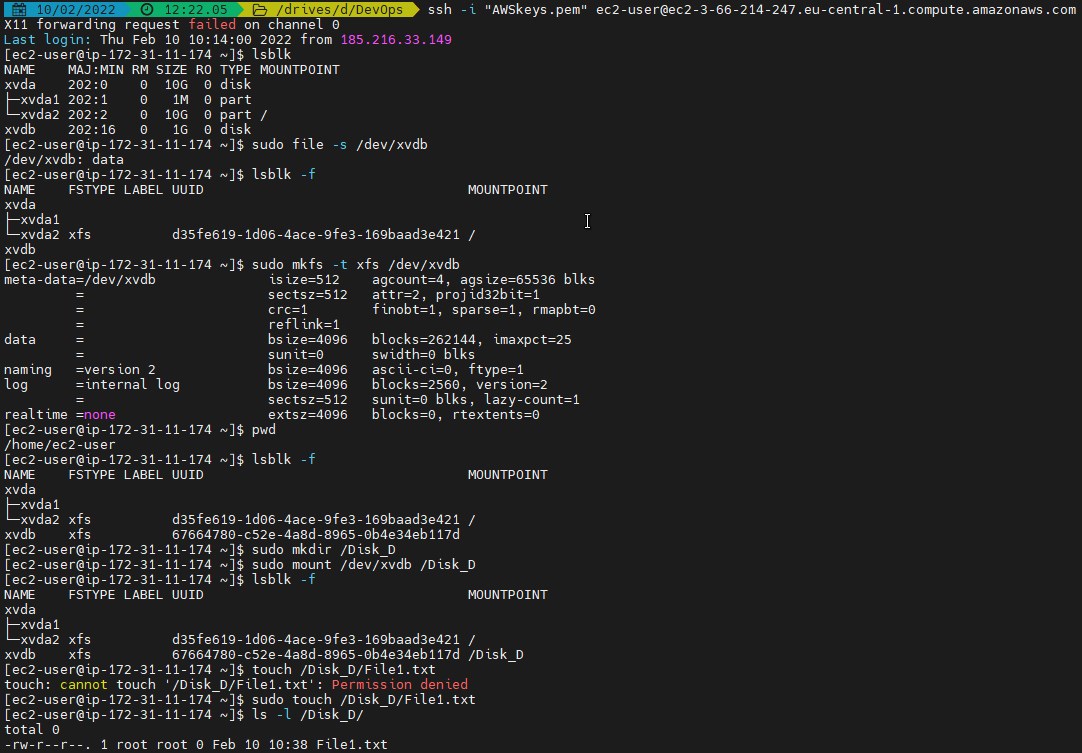 10/02/2022 12:22.05 /drives/d/DevOps ssh -i "AWSkeys.pem" ec2-user@ec2-3-66-214-247.eu-central-1.compute.amazonaws.com
X11 forwarding request failed on channel 0
Last login: Thu Feb 10 10:14:00 2022 from 185.216.33.149
[ec2-user@ip-172-31-11-174 ~]$ lsblk
NAME    MAJ:MIN RM SIZE RO TYPE MOUNTPOINT
xvda    202:0    0  10G  0 disk
├─xvda1 202:1    0   1M  0 part
└─xvda2 202:2    0  10G  0 part /
xvdb    202:16   0   1G  0 disk
[ec2-user@ip-172-31-11-174 ~]$ sudo file -s /dev/xvdb
/dev/xvdb: data
[ec2-user@ip-172-31-11-174 ~]$ lsblk -f
NAME    FSTYPE LABEL UUID                                 MOUNTPOINT
xvda
├─xvda1
└─xvda2 xfs          d35fe619-1d06-4ace-9fe3-169baad3e421 /
xvdb
[ec2-user@ip-172-31-11-174 ~]$ sudo mkfs -t xfs /dev/xvdb
meta-data=/dev/xvdb              isize=512    agcount=4, agsize=65536 blks
         =                       sectsz=512   attr=2, projid32bit=1
         =                       crc=1        finobt=1, sparse=1, rmapbt=0
         =                       reflink=1
data     =                       bsize=4096   blocks=262144, imaxpct=25
         =                       sunit=0      swidth=0 blks
naming   =version 2              bsize=4096   ascii-ci=0, ftype=1
log      =internal log           bsize=4096   blocks=2560, version=2
         =                       sectsz=512   sunit=0 blks, lazy-count=1
realtime =none                   extsz=4096   blocks=0, rtextents=0
[ec2-user@ip-172-31-11-174 ~]$ pwd
/home/ec2-user
[ec2-user@ip-172-31-11-174 ~]$ lsblk -f
NAME    FSTYPE LABEL UUID                                 MOUNTPOINT
xvda
├─xvda1
└─xvda2 xfs          d35fe619-1d06-4ace-9fe3-169baad3e421 /
xvdb    xfs          67664780-c52e-4a8d-8965-0b4e34eb117d
[ec2-user@ip-172-31-11-174 ~]$ sudo mkdir /Disk_D
[ec2-user@ip-172-31-11-174 ~]$ sudo mount /dev/xvdb /Disk_D
[ec2-user@ip-172-31-11-174 ~]$ lsblk -f
NAME    FSTYPE LABEL UUID                                 MOUNTPOINT
xvda
├─xvda1
└─xvda2 xfs          d35fe619-1d06-4ace-9fe3-169baad3e421 /
xvdb    xfs          67664780-c52e-4a8d-8965-0b4e34eb117d /Disk_D
[ec2-user@ip-172-31-11-174 ~]$ touch /Disk_D/File1.txt
touch: cannot touch '/Disk_D/File1.txt': Permission denied
[ec2-user@ip-172-31-11-174 ~]$ sudo touch /Disk_D/File1.txt
[ec2-user@ip-172-31-11-174 ~]$ ls -l /Disk_D/
total 0
-rw-r--r--. 1 root root 0 Feb 10 10:38 File1.txt